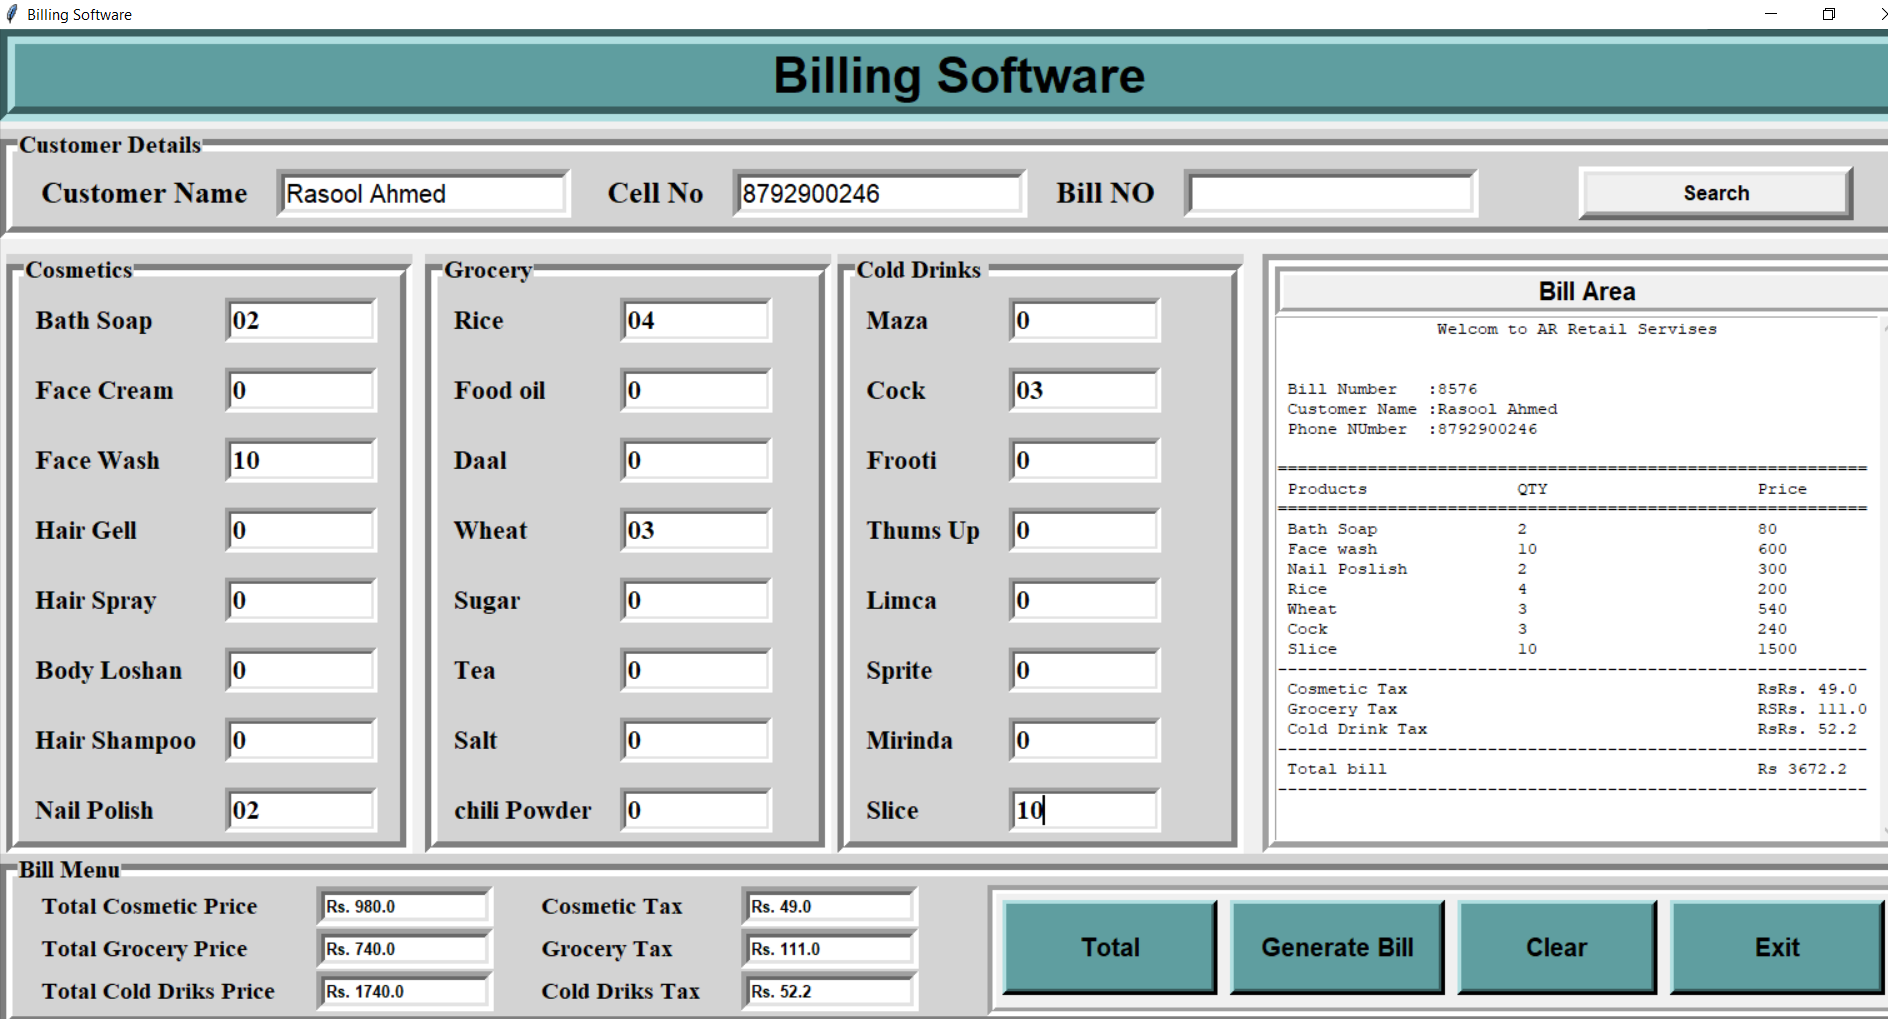 Billing Software
Billing Software
Customer Details
Customer Name Rasool Ahmed Cell No 8792900246 Bill NO Search
Cosmetics
Bath Soap 02
Face Cream 0
Face Wash 10
Hair Gell 0
Hair Spray 0
Body Loshan 0
Hair Shampoo 0
Nail Polish 02
Grocery
Rice 04
Food oil 0
Daal 0
Wheat 03
Sugar 0
Tea 0
Salt 0
chili Powder 0
Cold Drinks
Maza 0
Cock 03
Frooti 0
Thums Up 0
Limca 0
Sprite 0
Mirinda 0
Slice 10
Bill Area
Welcom to AR Retail Servises
Bill Number :8576
Customer Name :Rasool Ahmed
Phone NUmber :8792900246
===========================================================
Products QTY Price
===========================================================
Bath Soap 2 80
Face wash 10 600
Nail Poslish 2 300
Rice 4 200
Wheat 3 540
Cock 3 240
Slice 10 1500
-----------------------------------------------------------
Cosmetic Tax RsRs. 49.0
Grocery Tax RSRs. 111.0
Cold Drink Tax RsRs. 52.2
-----------------------------------------------------------
Total bill Rs 3672.2
-----------------------------------------------------------
Bill Menu
Total Cosmetic Price Rs. 980.0 Cosmetic Tax Rs. 49.0
Total Grocery Price Rs. 740.0 Grocery Tax Rs. 111.0
Total Cold Driks Price Rs. 1740.0 Cold Driks Tax Rs. 52.2
Total Generate Bill Clear Exit